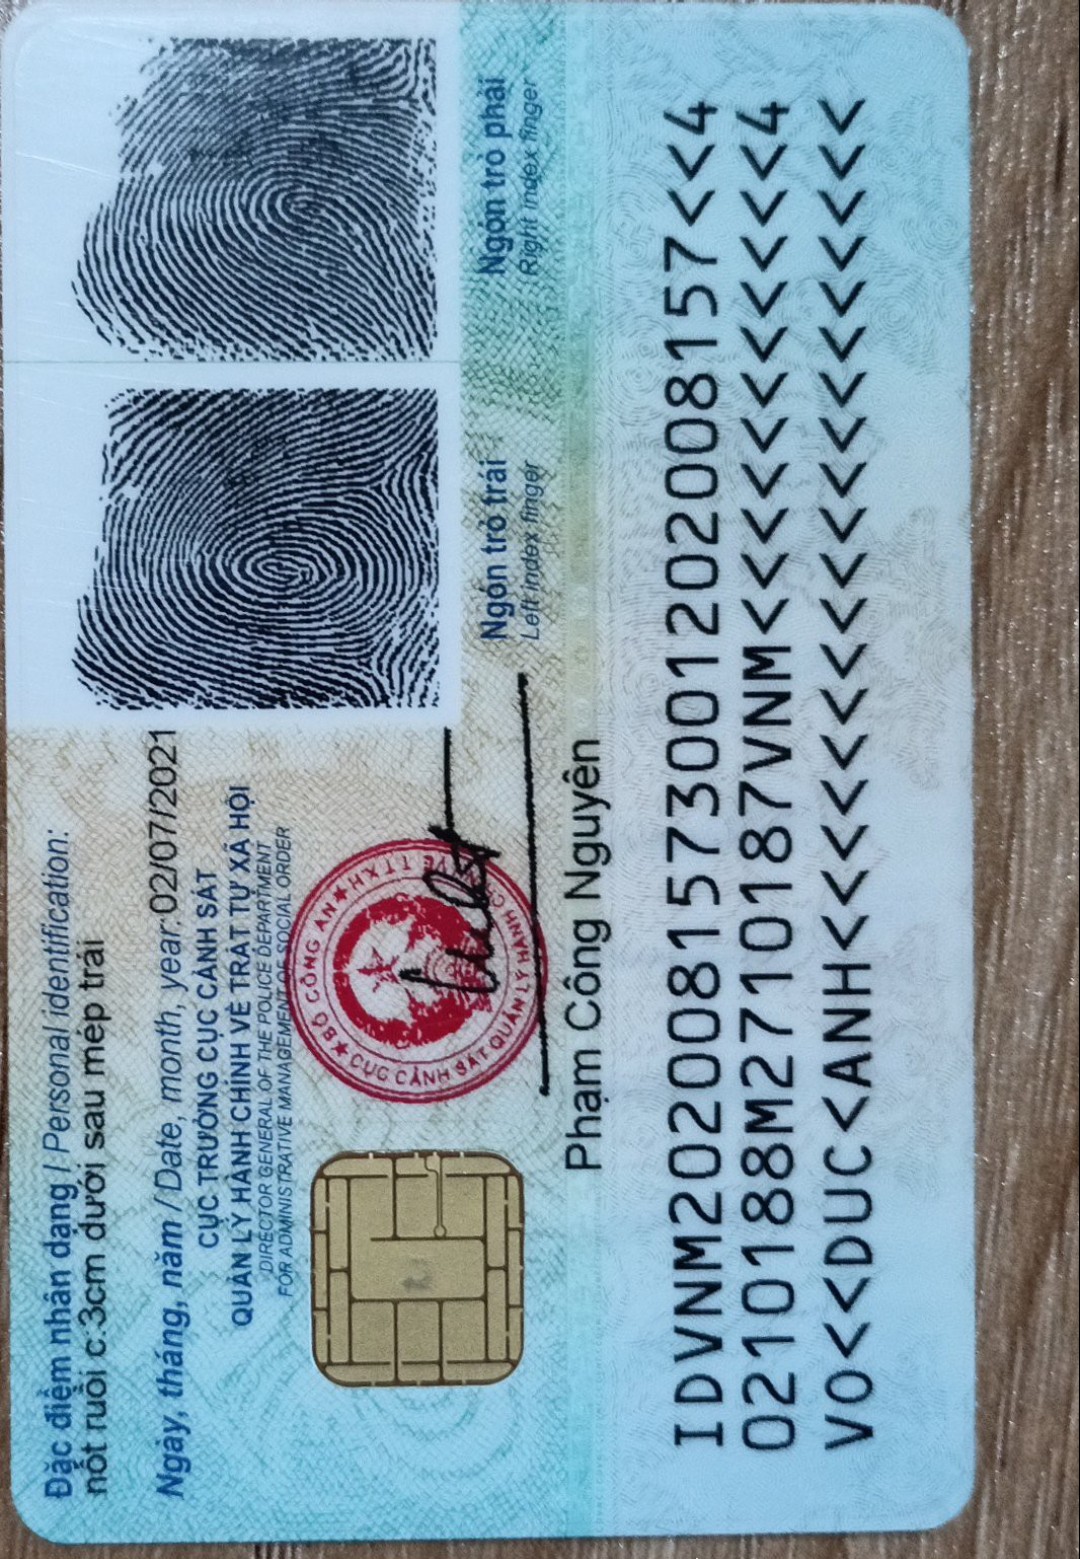 Đặc điểm nhân dạng / Personal identification:
nốt ruồi c:3cm dưới sau mép trái
Ngày, tháng, năm / Date, month, year: 02/07/2021
CỤC TRƯỞNG CỤC CẢNH SÁT
QUẢN LÝ HÀNH CHÍNH VỀ TRẬT TỰ XÃ HỘI
DIRECTOR GENERAL OF THE POLICE DEPARTMENT
FOR ADMINISTRATIVE MANAGEMENT OF SOCIAL ORDER
BỘ CÔNG AN
CỤC CẢNH SÁT QUẢN LÝ HÀNH
Ngón trỏ trái
Left index finger
Ngón trỏ phải
Right index finger
Phạm Công Nguyên
IDVNM2020081573001202008157<<4
0210188M2710187VNM<<<<<<<<<<<4
VO<<DUC<ANH<<<<<<<<<<<<<<<<<<<